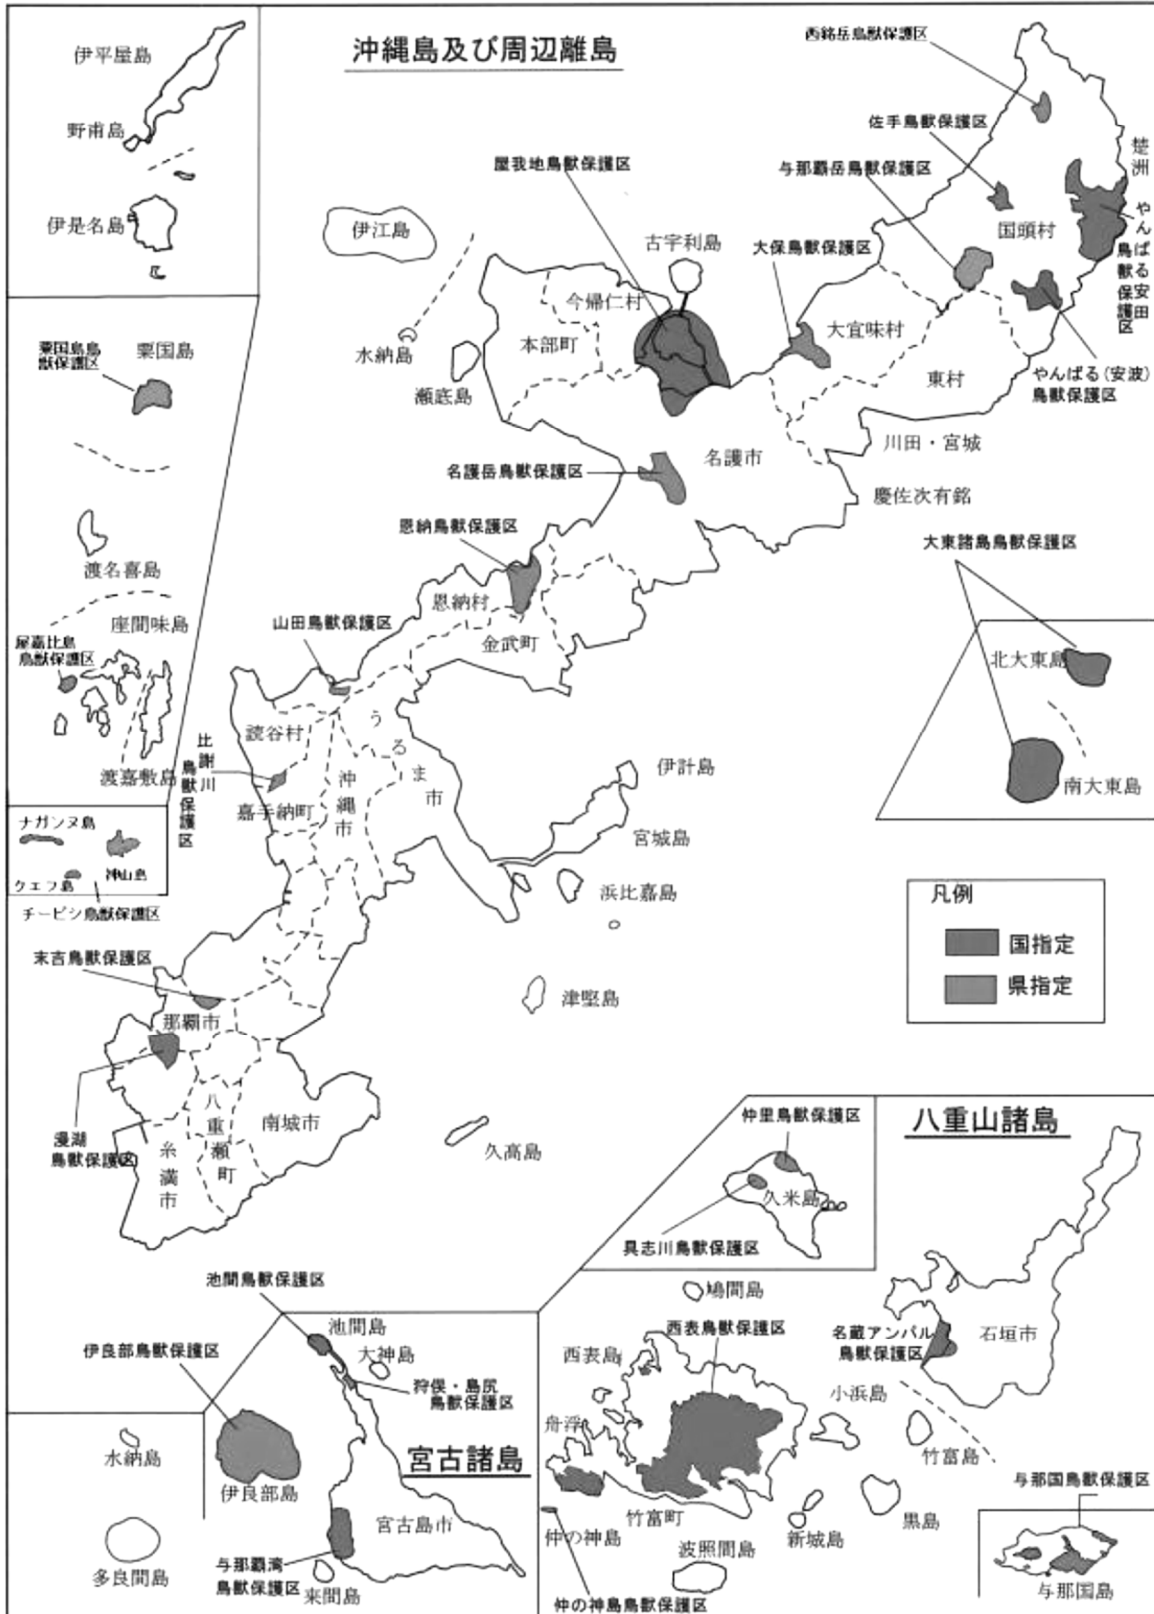 沖縄島及び周辺離島
伊平屋島
野甫島
伊是名島
西銘岳鳥獣保護区
佐手鳥獣保護区
与那覇岳鳥獣保護区
屋我地鳥獣保護区
楚洲
やんばる安田
鳥獣保護区
国頭村
伊江島
古宇利島
大保鳥獣保護区
今帰仁村
大宜味村
本部町
水納島
瀬底島
東村
やんばる(安波)
鳥獣保護区
粟国島鳥
獣保護区
粟国島
川田・宮城
名護市
名護岳鳥獣保護区
慶佐次有銘
恩納鳥獣保護区
大東諸島鳥獣保護区
渡名喜島
恩納村
座間味島
山田鳥獣保護区
金武町
屋嘉比島
鳥獣保護区
北大東島
読谷村
うるま市
比謝川
鳥獣保護区
渡嘉敷島
沖縄市
伊計島
南大東島
嘉手納町
ナガンヌ島
宮城島
神山島
クエフ島
浜比嘉島
チービシ鳥獣保護区
凡例
国指定
県指定
末吉鳥獣保護区
津堅島
那覇市
八重瀬町
南城市
漫湖
鳥獣保護区
糸満市
久高島
仲里鳥獣保護区
八重山諸島
久米島
具志川鳥獣保護区
池間鳥獣保護区
鳩間島
池間島
西表鳥獣保護区
名蔵アンパル
鳥獣保護区
石垣市
伊良部鳥獣保護区
大神島
西表島
狩俣・島尻
鳥獣保護区
小浜島
舟浮
宮古諸島
水納島
竹富島
与那国鳥獣保護区
伊良部島
宮古島市
竹富町
黒島
仲の神島
新城島
波照間島
与那覇湾
鳥獣保護区
多良間島
来間島
与那国島
仲の神島鳥獣保護区